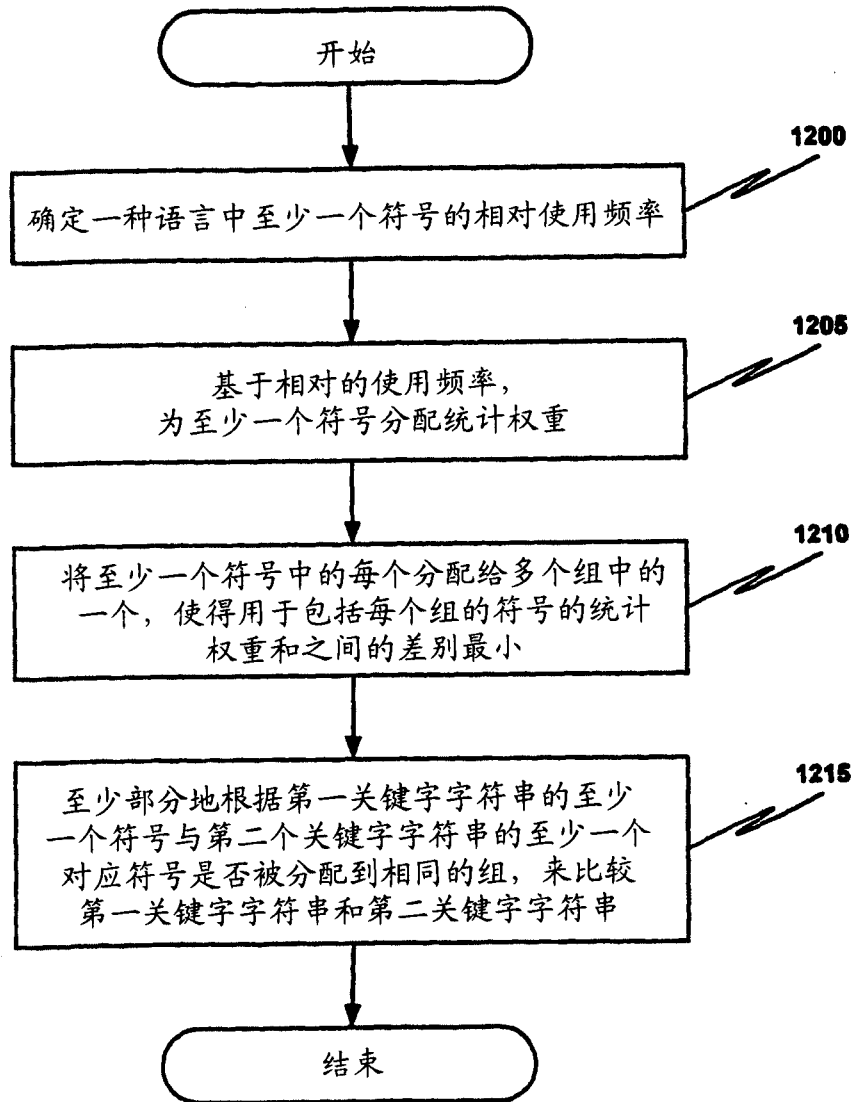 开始
1200
确定一种语言中至少一个符号的相对使用频率
1205
基于相对的使用频率，
为至少一个符号分配统计权重
1210
将至少一个符号中的每个分配给多个组中的
一个，使得用于包括每个组的符号的统计
权重和之间的差别最小
1215
至少部分地根据第一关键字字符串的至少
一个符号与第二个关键字字符串的至少一个
对应符号是否被分配到相同的组，来比较
第一关键字字符串和第二关键字字符串
结束